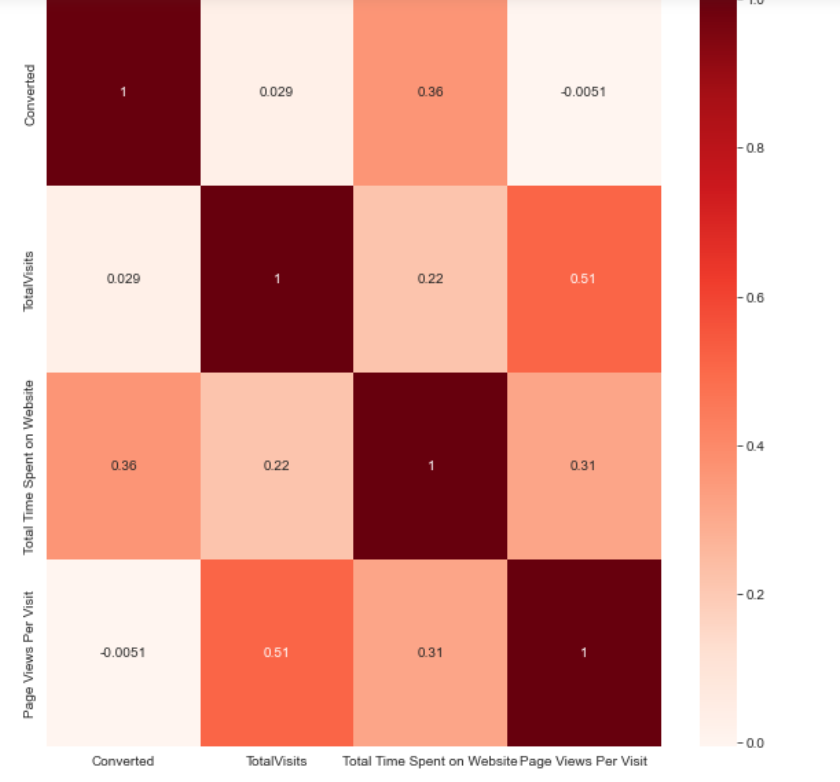 1.0
Converted
1
0.029
0.36
-0.0051
0.8
TotalVisits
0.029
1
0.22
0.51
0.6
Total Time Spent on Website
0.36
0.22
1
0.31
0.4
Page Views Per Visit
-0.0051
0.51
0.31
1
0.2
0.0
Converted
TotalVisits
Total Time Spent on Website
Page Views Per Visit